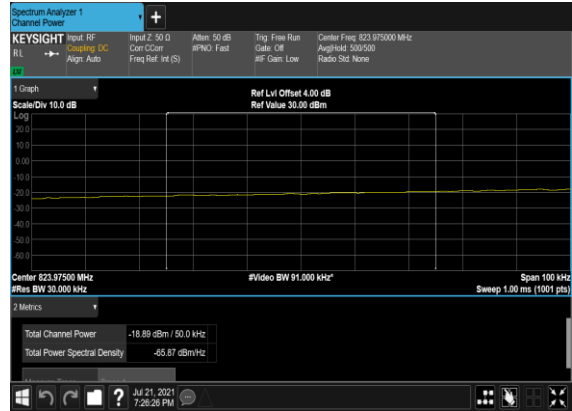 Spectrum Analyzer 1
Channel Power
+
KEYSIGHT Input: RF Input Z: 50 Ω Atten: 50 dB Trig: Free Run Center Freq: 823.975000 MHz
RL Coupling: DC Corr CCorr #PNO: Fast Gate: Off Avg|Hold: 500/500
Align: Auto Freq Ref: Int (S) #IF Gain: Low Radio Std: None
1 Graph
Ref Lvl Offset 4.00 dB
Scale/Div 10.0 dB Ref Value 30.00 dBm
Log
20.0
10.0
0.00
-10.0
-20.0
-30.0
-40.0
-50.0
-60.0
Center 823.97500 MHz #Video BW 91.000 kHz* Span 100 kHz
#Res BW 30.000 kHz Sweep 1.00 ms (1001 pts)
2 Metrics
Total Channel Power -18.89 dBm / 50.0 kHz
Total Power Spectral Density -65.87 dBm/Hz
? Jul 21, 2021
7:26:26 PM